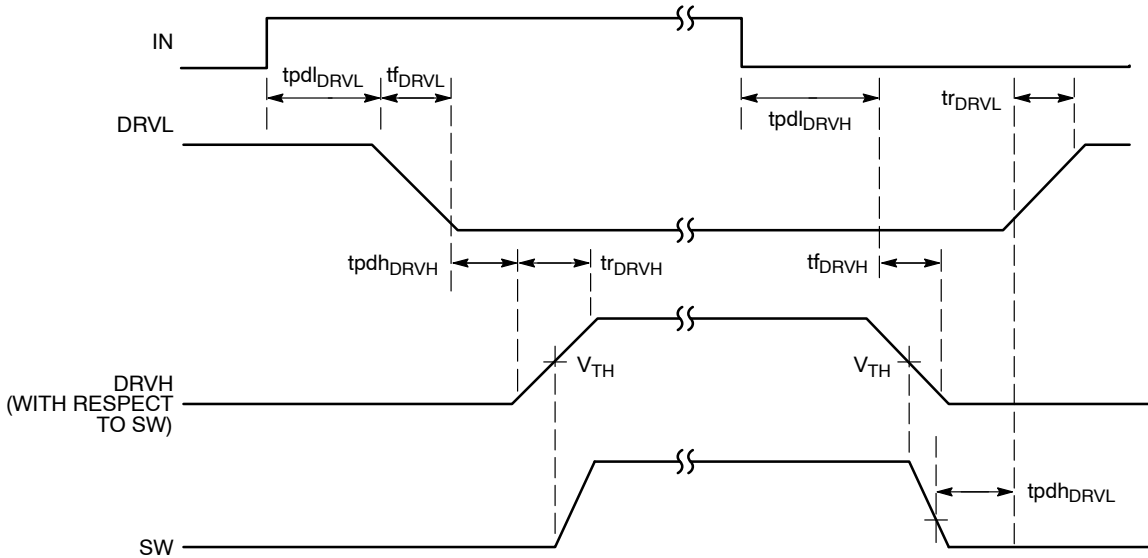 IN
tpdlDRVL
tfDRVL
tpdlDRVH
trDRVL
DRVL
tpdhDRVH
trDRVH
tfDRVH
VTH
VTH
DRVH
(WITH RESPECT
TO SW)
tpdhDRVL
SW